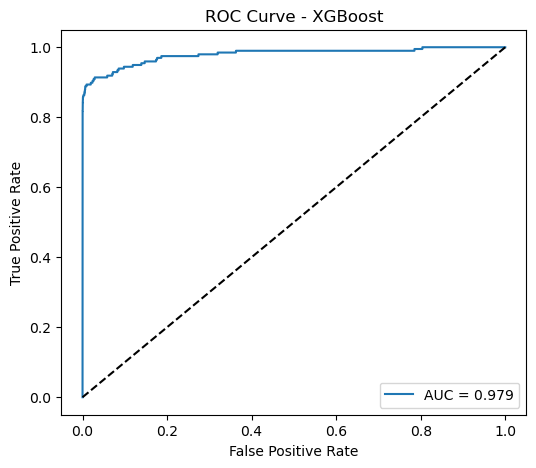 ROC Curve - XGBoost
True Positive Rate
1.0
0.8
0.6
0.4
0.2
0.0
AUC = 0.979
0.0 0.2 0.4 0.6 0.8 1.0
False Positive Rate